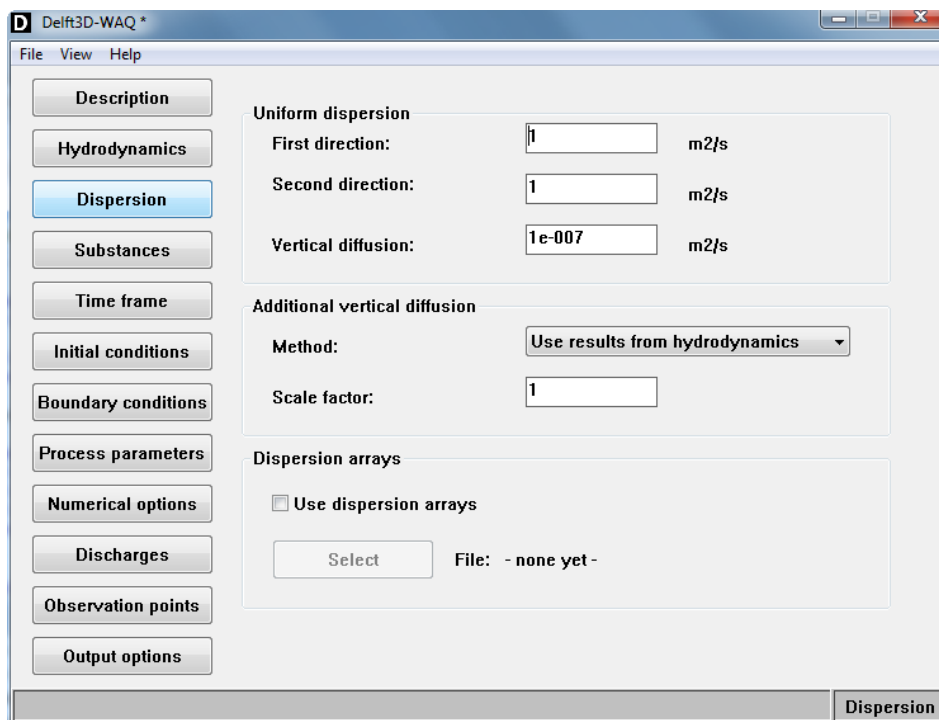 D Delft3D-WAQ *
File View Help
Description
Hydrodynamics
Dispersion
Substances
Time frame
Initial conditions
Boundary conditions
Process parameters
Numerical options
Discharges
Observation points
Output options
Uniform dispersion
First direction: 1 m2/s
Second direction: 1 m2/s
Vertical diffusion: 1e-007 m2/s
Additional vertical diffusion
Method: Use results from hydrodynamics
Scale factor: 1
Dispersion arrays
Use dispersion arrays
Select File: - none yet -
Dispersion